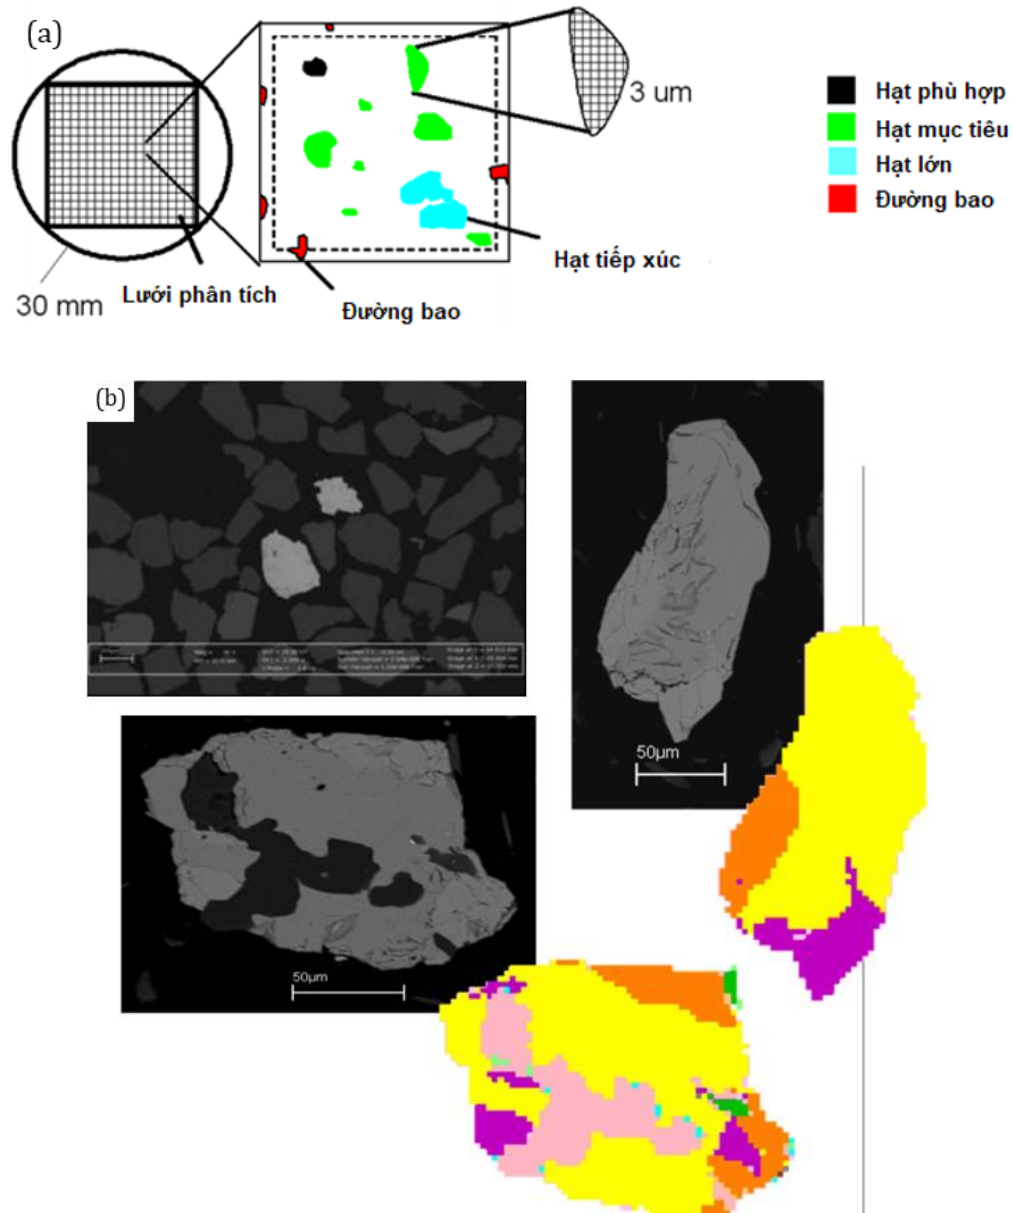 (a)
3 um
Hạt phù hợp
Hạt mục tiêu
Hạt lớn
Đường bao
Hạt tiếp xúc
Lưới phân tích
30 mm
Đường bao
(b)
50µm
50µm